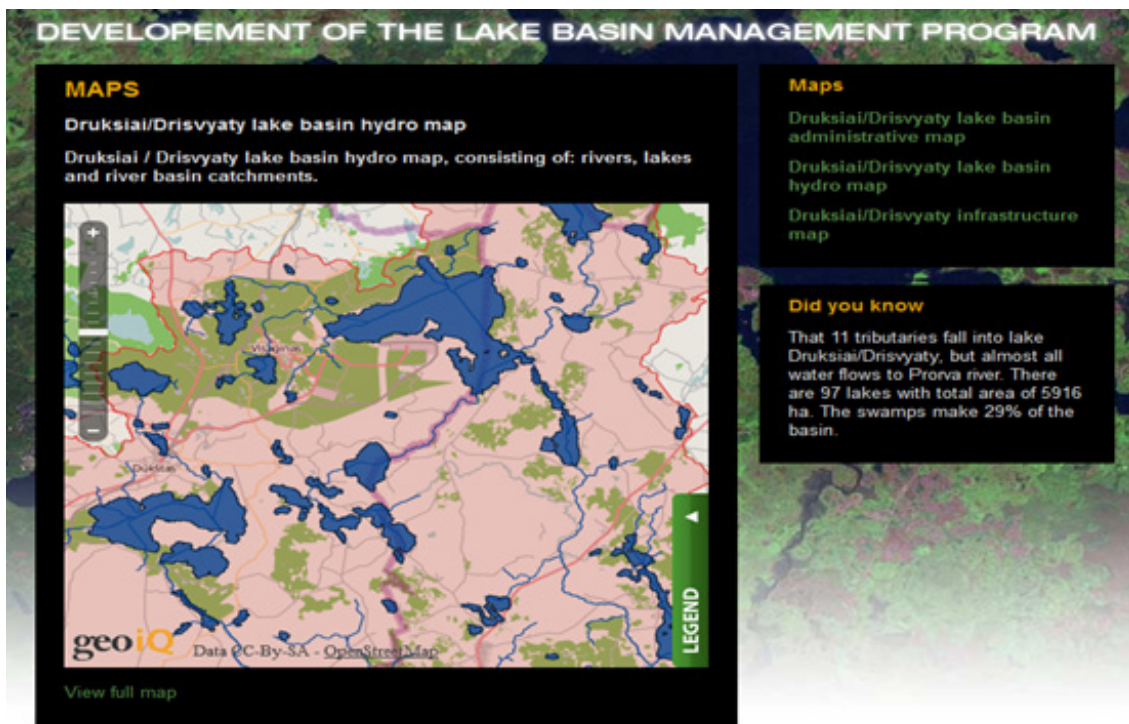 DEVELOPEMENT OF THE LAKE BASIN MANAGEMENT PROGRAM
MAPS
Druksiai/Drisvyaty lake basin hydro map
Druksiai / Drisvyaty lake basin hydro map, consisting of: rivers, lakes
and river basin catchments.
+
Visaginas
Dūkštas
−
LEGEND
geoiQ
Data CC-By-SA - OpenStreetMap
View full map
Maps
Druksiai/Drisvyaty lake basin
administrative map
Druksiai/Drisvyaty lake basin
hydro map
Druksiai/Drisvyaty infrastructure
map
Did you know
That 11 tributaries fall into lake
Druksiai/Drisvyaty, but almost all
water flows to Prorva river. There
are 97 lakes with total area of 5916
ha. The swamps make 29% of the
basin.